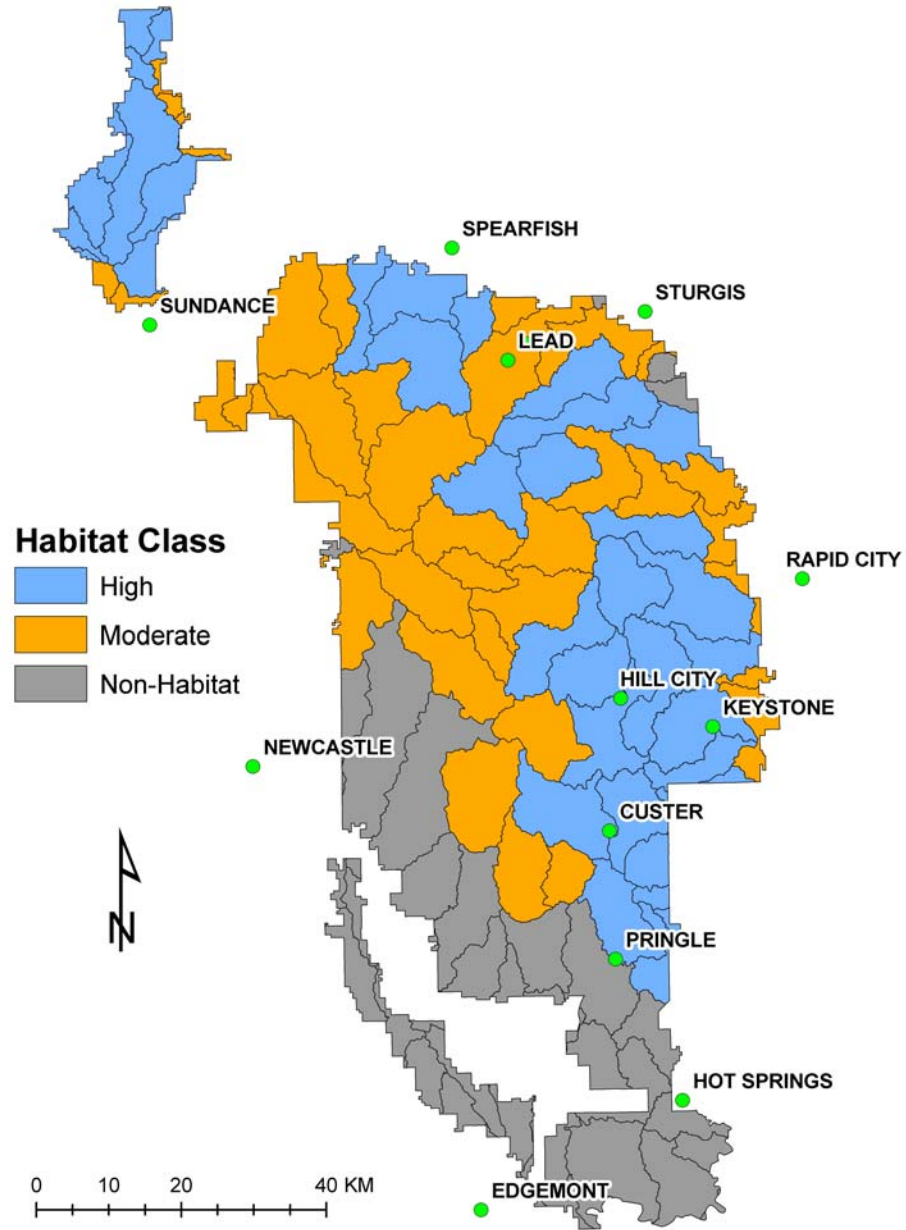 SPEARFISH
SUNDANCE
STURGIS
LEAD
Habitat Class
High
Moderate
Non-Habitat
RAPID CITY
HILL CITY
KEYSTONE
NEWCASTLE
CUSTER
N
PRINGLE
HOT SPRINGS
0 10 20 40 KM
EDGEMONT